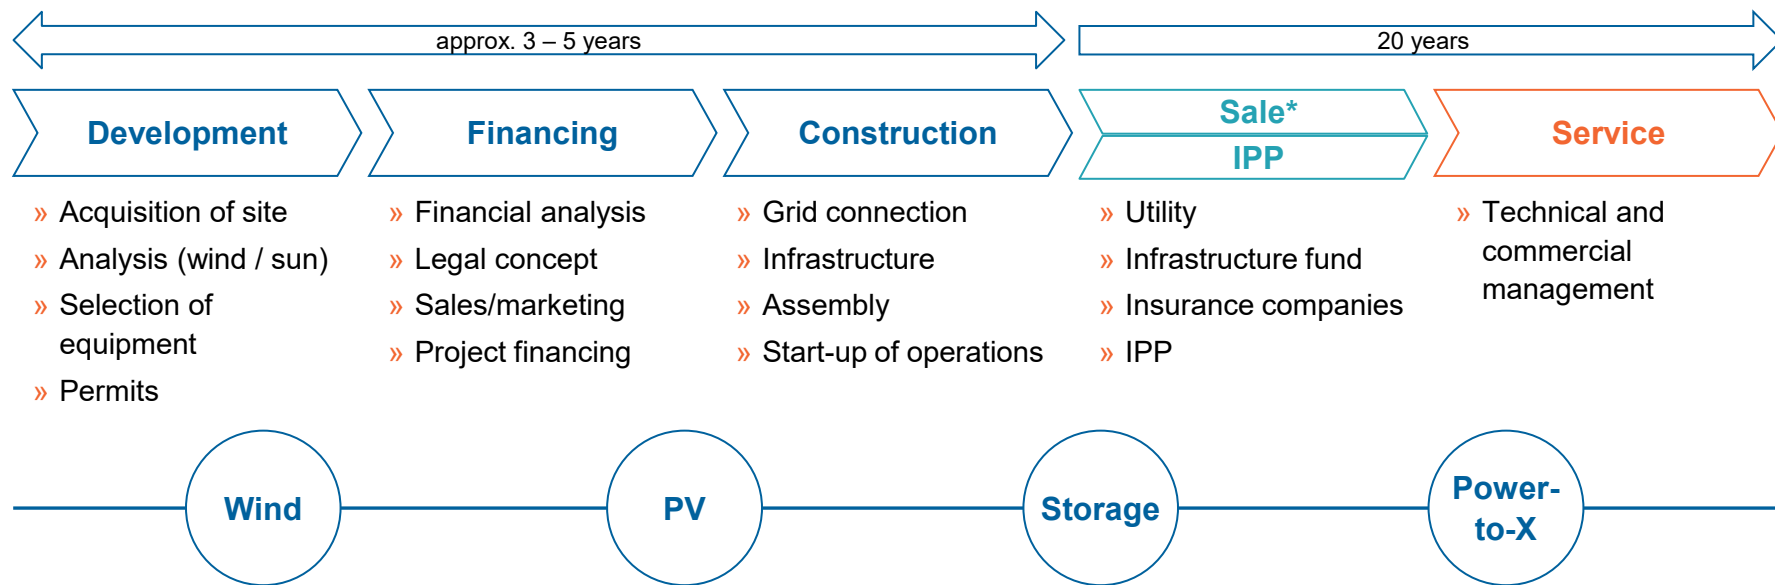 approx. 3 – 5 years
20 years
Development
Financing
Construction
Sale*
IPP
Service
» Acquisition of site
» Analysis (wind / sun)
» Selection of
equipment
» Permits
» Financial analysis
» Legal concept
» Sales/marketing
» Project financing
» Grid connection
» Infrastructure
» Assembly
» Start-up of operations
» Utility
» Infrastructure fund
» Insurance companies
» IPP
» Technical and
commercial
management
Wind
PV
Storage
Power-
to-X